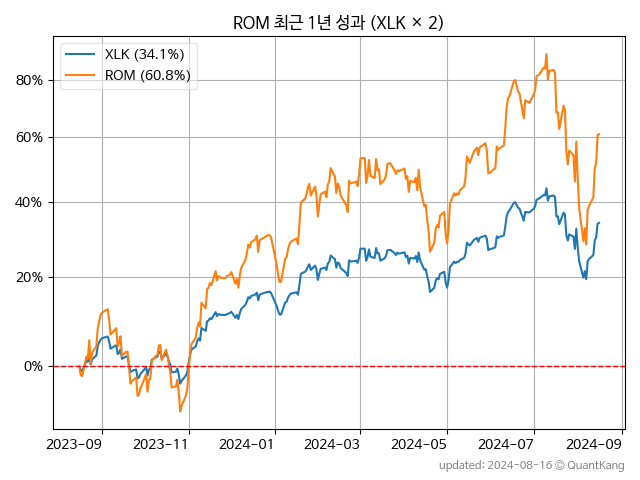 ROM 최근 1년 성과 (XLK × 2)
XLK (34.1%)
ROM (60.8%)
80%
60%
40%
20%
0%
2023-09 2023-11 2024-01 2024-03 2024-05 2024-07 2024-09
updated: 2024-08-16 © QuantKang